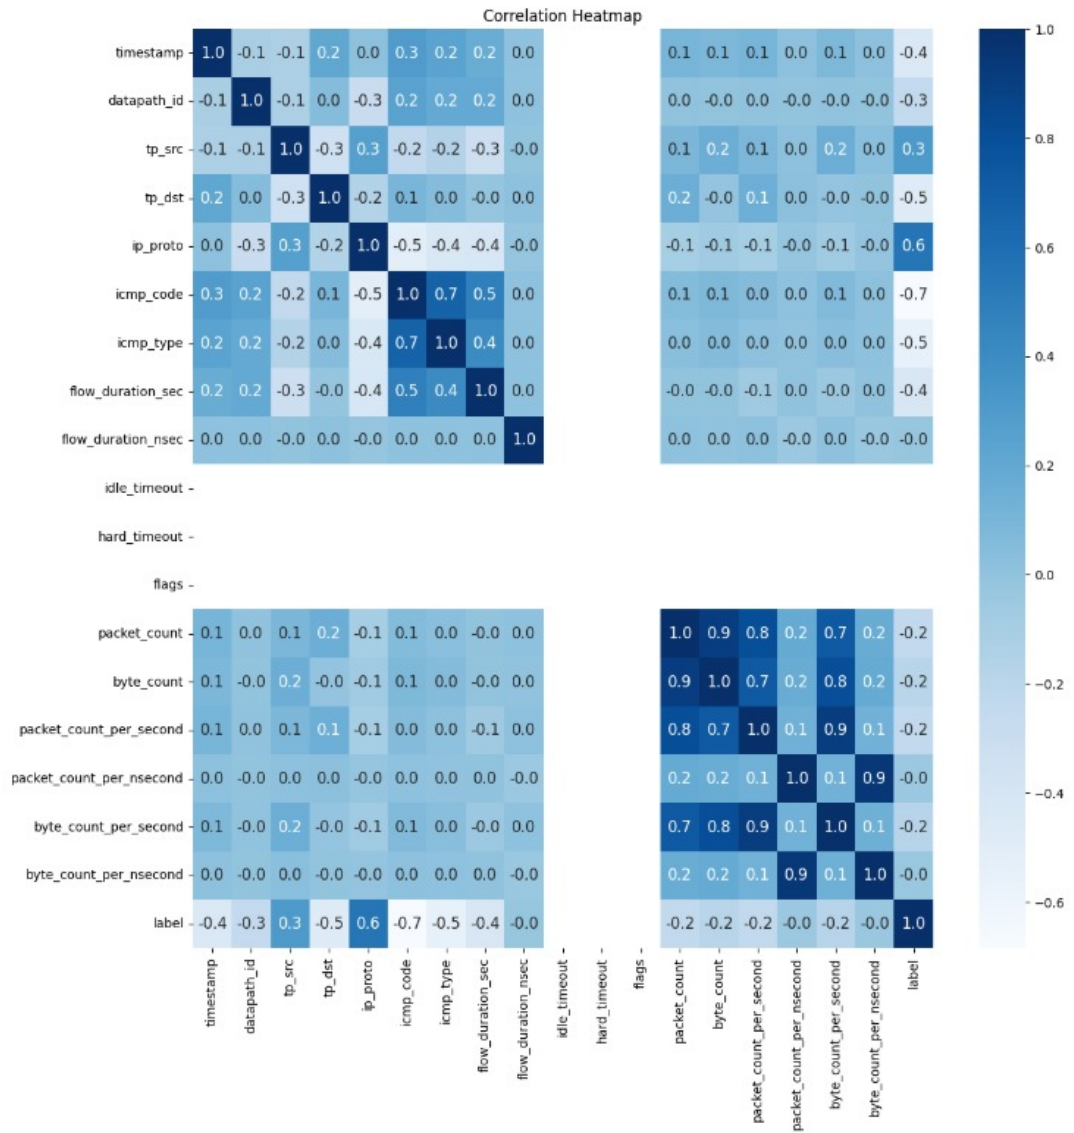 Correlation Heatmap
timestamp 1.0 -0.1 -0.1 0.2 0.0 0.3 0.2 0.2 0.0 0.1 0.1 0.1 0.0 0.1 0.0 -0.4
datapath_id -0.1 1.0 -0.1 0.0 -0.3 0.2 0.2 0.2 0.0 0.0 -0.0 0.0 -0.0 -0.0 -0.0 -0.3
tp_src -0.1 -0.1 1.0 -0.3 0.3 -0.2 -0.2 -0.3 -0.0 0.1 0.2 0.1 0.0 0.2 0.0 0.3
tp_dst 0.2 0.0 -0.3 1.0 -0.2 0.1 0.0 -0.0 0.0 0.2 -0.0 0.1 0.0 -0.0 -0.0 -0.5
ip_proto 0.0 -0.3 0.3 -0.2 1.0 -0.5 -0.4 -0.4 -0.0 -0.1 -0.1 -0.1 -0.0 -0.1 -0.0 0.6
icmp_code 0.3 0.2 -0.2 0.1 -0.5 1.0 0.7 0.5 0.0 0.1 0.1 0.0 0.0 0.1 0.0 -0.7
icmp_type 0.2 0.2 -0.2 0.0 -0.4 0.7 1.0 0.4 0.0 0.0 0.0 0.0 0.0 0.0 0.0 -0.5
flow_duration_sec 0.2 0.2 -0.3 -0.0 -0.4 0.5 0.4 1.0 0.0 -0.0 -0.0 -0.1 0.0 -0.0 0.0 -0.4
flow_duration_nsec 0.0 0.0 -0.0 0.0 -0.0 0.0 0.0 0.0 1.0 0.0 0.0 0.0 -0.0 0.0 -0.0 -0.0
idle_timeout
hard_timeout
flags
packet_count 0.1 0.0 0.1 0.2 -0.1 0.1 0.0 -0.0 0.0 1.0 0.9 0.8 0.2 0.7 0.2 -0.2
byte_count 0.1 -0.0 0.2 -0.0 -0.1 0.1 0.0 -0.0 0.0 0.9 1.0 0.7 0.2 0.8 0.2 -0.2
packet_count_per_second 0.1 0.0 0.1 0.1 -0.1 0.0 0.0 -0.1 0.0 0.8 0.7 1.0 0.1 0.9 0.1 -0.2
packet_count_per_nsecond 0.0 -0.0 0.0 0.0 -0.0 0.0 0.0 0.0 -0.0 0.2 0.2 0.1 1.0 0.1 0.9 -0.0
byte_count_per_second 0.1 -0.0 0.2 -0.0 -0.1 0.1 0.0 -0.0 0.0 0.7 0.8 0.9 0.1 1.0 0.1 -0.2
byte_count_per_nsecond 0.0 -0.0 0.0 -0.0 -0.0 0.0 0.0 0.0 -0.0 0.2 0.2 0.1 0.9 0.1 1.0 -0.0
label -0.4 -0.3 0.3 -0.5 0.6 -0.7 -0.5 -0.4 -0.0 -0.2 -0.2 -0.2 -0.0 -0.2 -0.0 1.0
timestamp
datapath_id
tp_src
tp_dst
ip_proto
icmp_code
icmp_type
flow_duration_sec
flow_duration_nsec
idle_timeout
hard_timeout
flags
packet_count
byte_count
packet_count_per_second
packet_count_per_nsecond
byte_count_per_second
byte_count_per_nsecond
label
1.0
0.8
0.6
0.4
0.2
0.0
−0.2
−0.4
−0.6